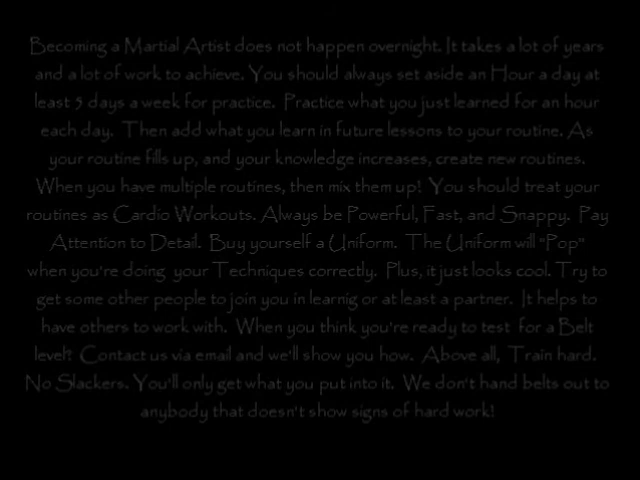 Becoming a Martial Artist does not happen overnight. It takes a lot of years
and a lot of work to achieve. You should always set aside an Hour a day at
least 5 days a week for practice. Practice what you just learned for an hour
each day. Then add what you learn in future lessons to your routine. As
your routine fills up, and your knowledge increases, create new routines.
When you have multiple routines, then mix them up! You should treat your
routines as Cardio Workouts. Always be Powerful, Fast, and Snappy. Pay
Attention to Detail. Buy yourself a Uniform. The Uniform will "Pop"
when you're doing your Techniques correctly. Plus, it just looks cool. Try to
get some other people to join you in learnig or at least a partner. It helps to
have others to work with. When you think you're ready to test for a Belt
level? Contact us via email and we'll show you how. Above all, Train hard.
No Slackers. You'll only get what you put into it. We don't hand belts out to
anybody that doesn't show signs of hard work!